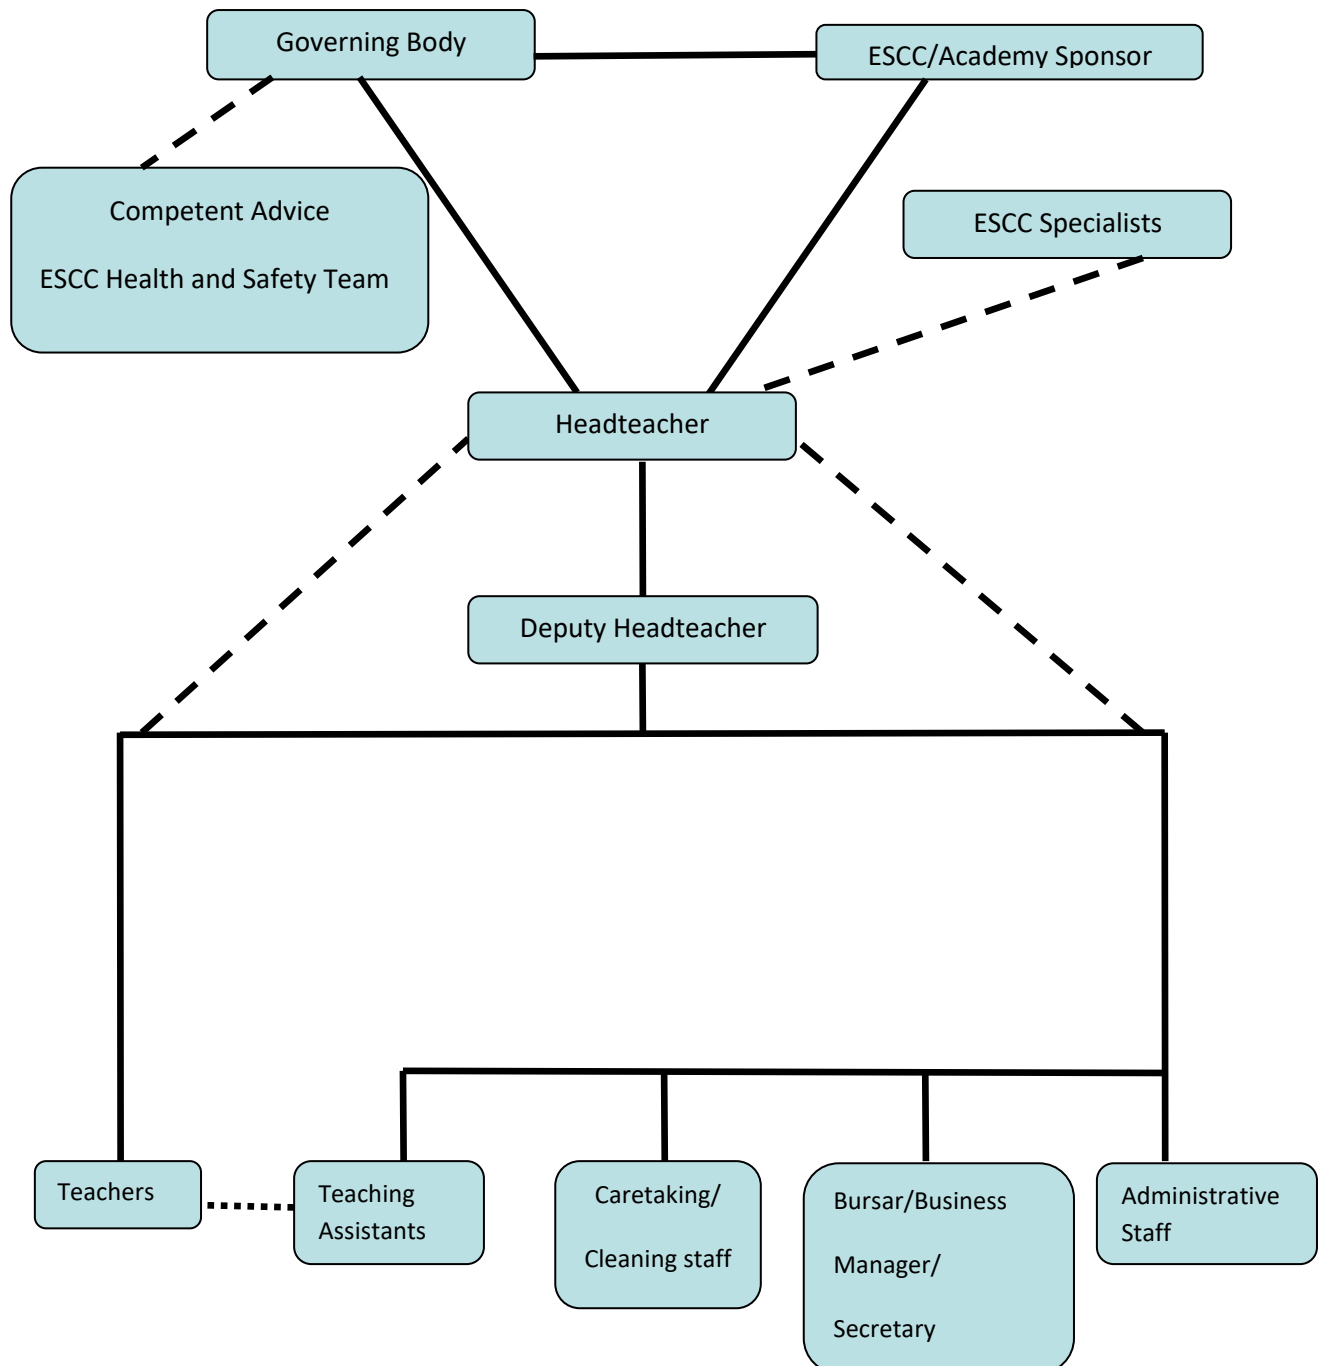 Governing Body
ESCC/Academy Sponsor
Competent Advice
ESCC Health and Safety Team
ESCC Specialists
Headteacher
Deputy Headteacher
Teachers
Teaching
Assistants
Caretaking/
Cleaning staff
Bursar/Business
Manager/
Secretary
Administrative
Staff